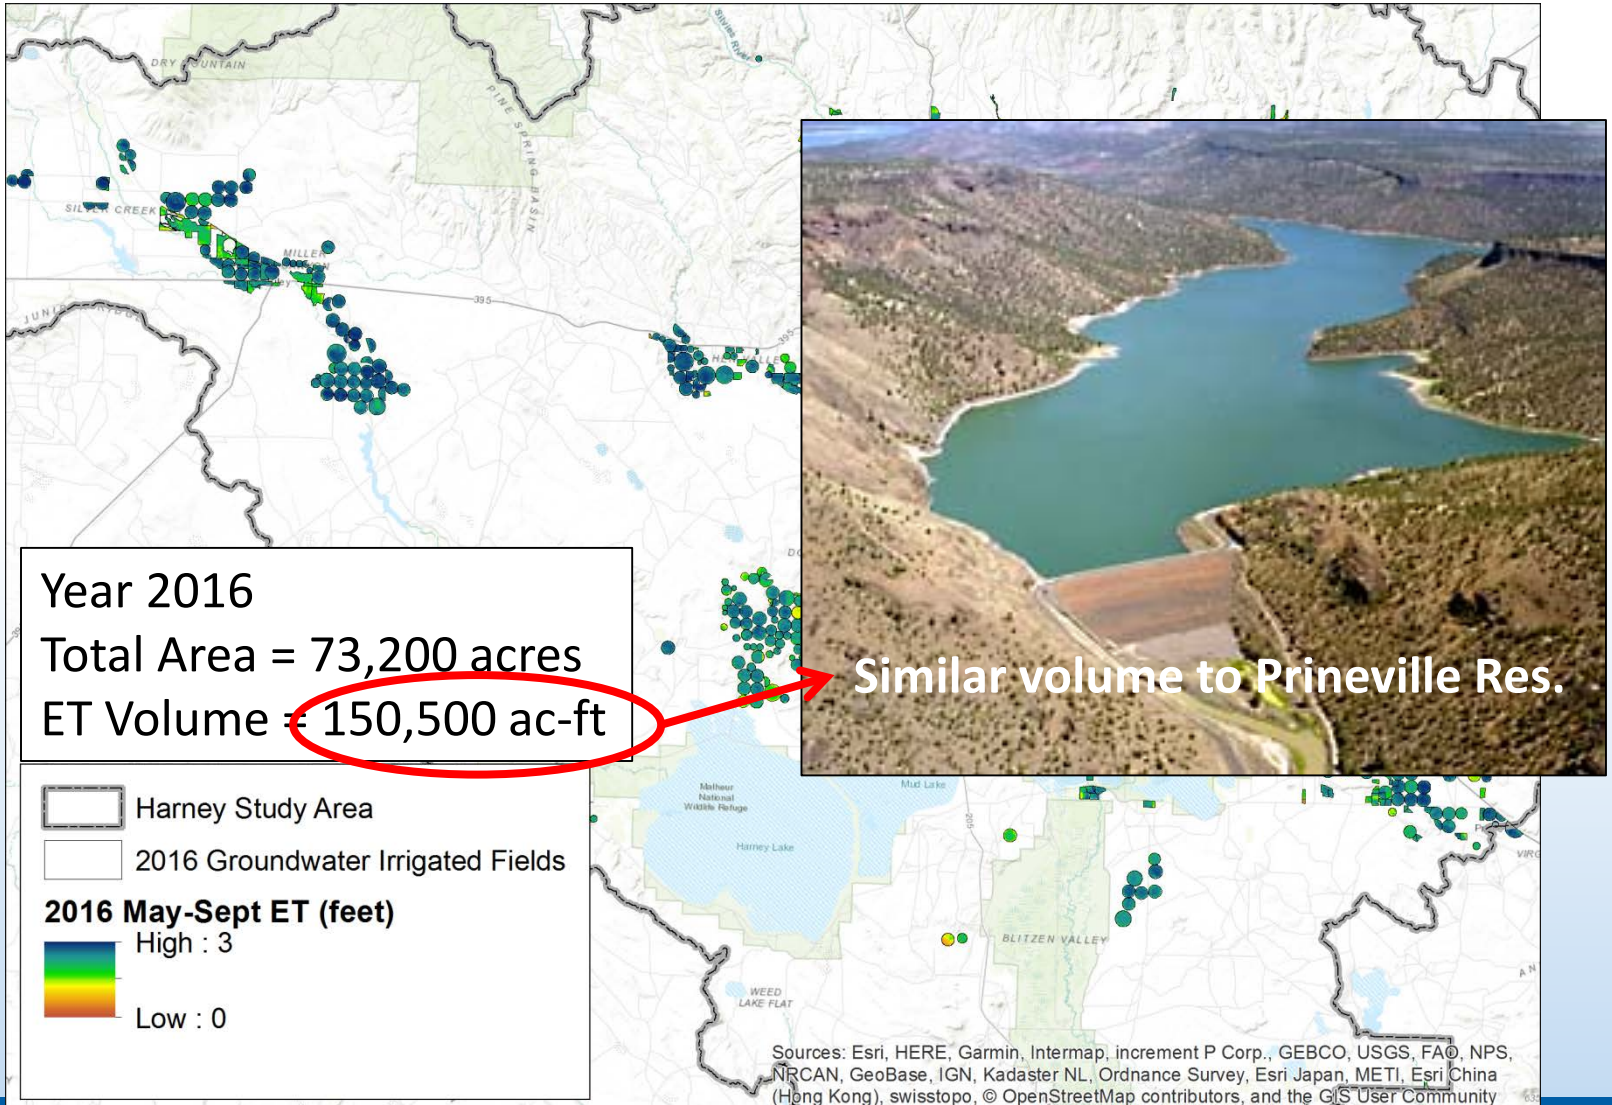 Silvies River
DRY MOUNTAIN
PINE SPRING BASIN
SILVER CREEK
MILLER
395
395
Year 2016
Total Area = 73,200 acres
ET Volume = 150,500 ac-ft
Similar volume to Prineville Res.
Malheur
National
Wildlife Refuge
Mud Lake
Harney Lake
205
BLITZEN VALLEY
WEED
LAKE FLAT
Harney Study Area
2016 Groundwater Irrigated Fields
2016 May-Sept ET (feet)
High : 3
Low : 0
Sources: Esri, HERE, Garmin, Intermap, increment P Corp., GEBCO, USGS, FAO, NPS,
NRCAN, GeoBase, IGN, Kadaster NL, Ordnance Survey, Esri Japan, METI, Esri China
(Hong Kong), swisstopo, © OpenStreetMap contributors, and the GIS User Community